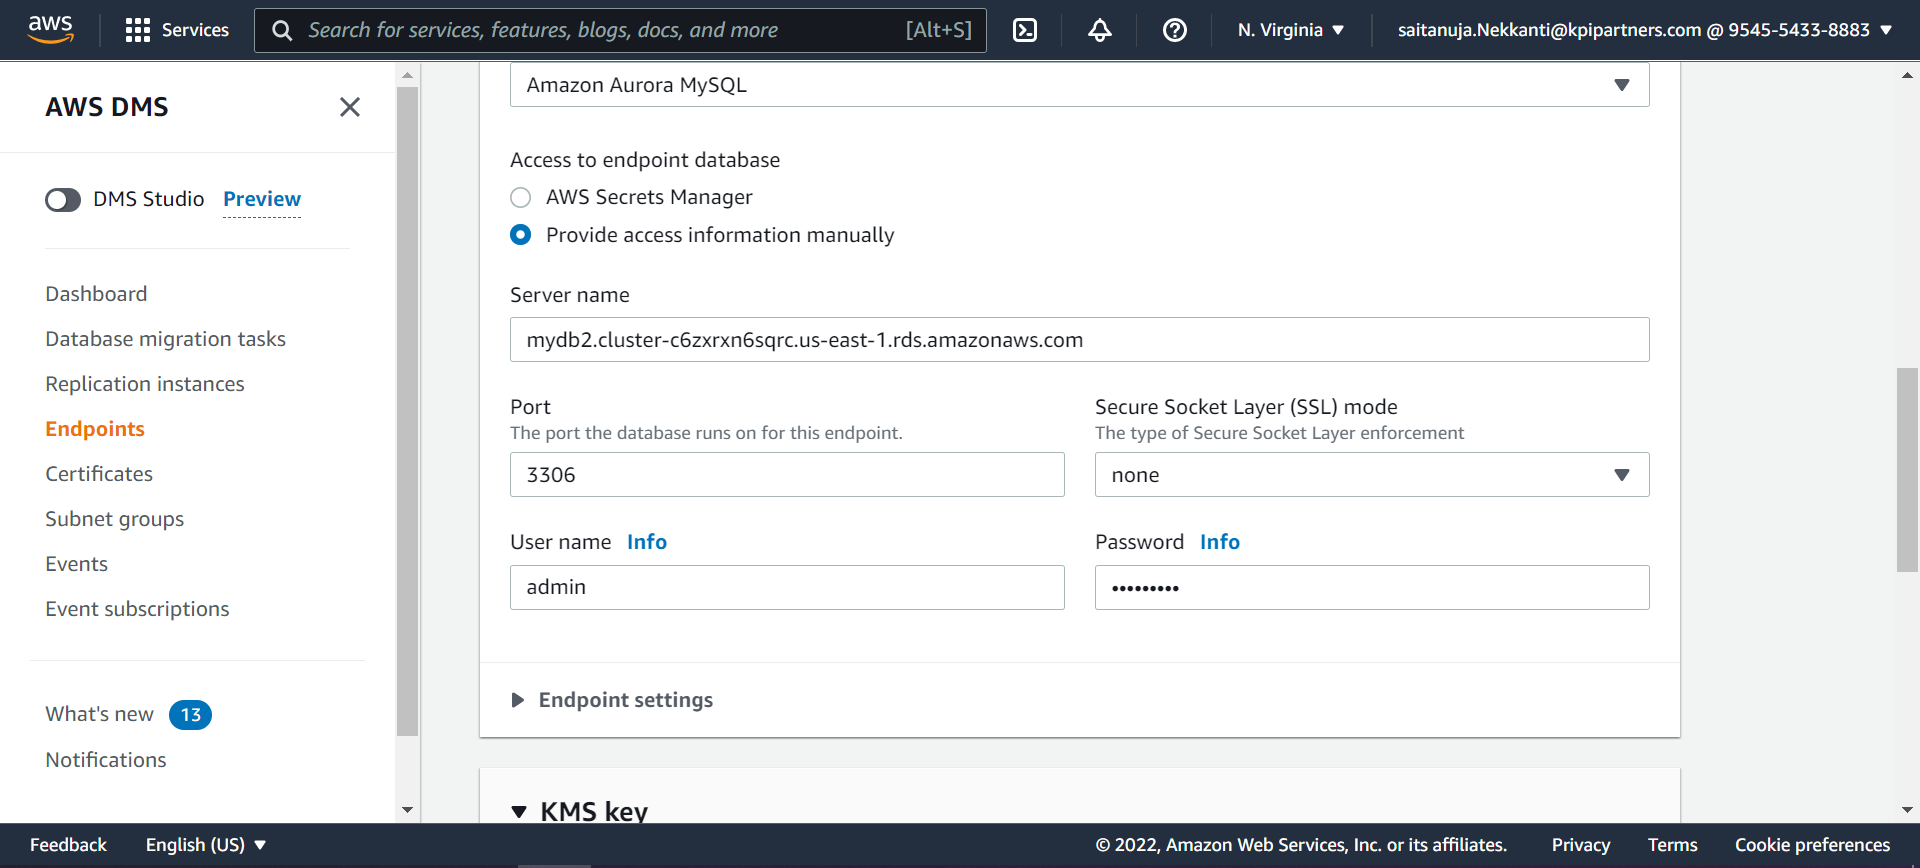 aws
Services
Search for services, features, blogs, docs, and more [Alt+S]
N. Virginia
saitanuja.Nekkanti@kpipartners.com @ 9545-5433-8883
AWS DMS
DMS Studio Preview
Dashboard
Database migration tasks
Replication instances
Endpoints
Certificates
Subnet groups
Events
Event subscriptions
What's new 13
Notifications
Amazon Aurora MySQL
Access to endpoint database
AWS Secrets Manager
Provide access information manually
Server name
mydb2.cluster-c6zxrxn6sqrc.us-east-1.rds.amazonaws.com
Port
The port the database runs on for this endpoint.
3306
Secure Socket Layer (SSL) mode
The type of Secure Socket Layer enforcement
none
User name Info
admin
Password Info
•••••••••
Endpoint settings
KMS key
Feedback
English (US)
© 2022, Amazon Web Services, Inc. or its affiliates.
Privacy
Terms
Cookie preferences